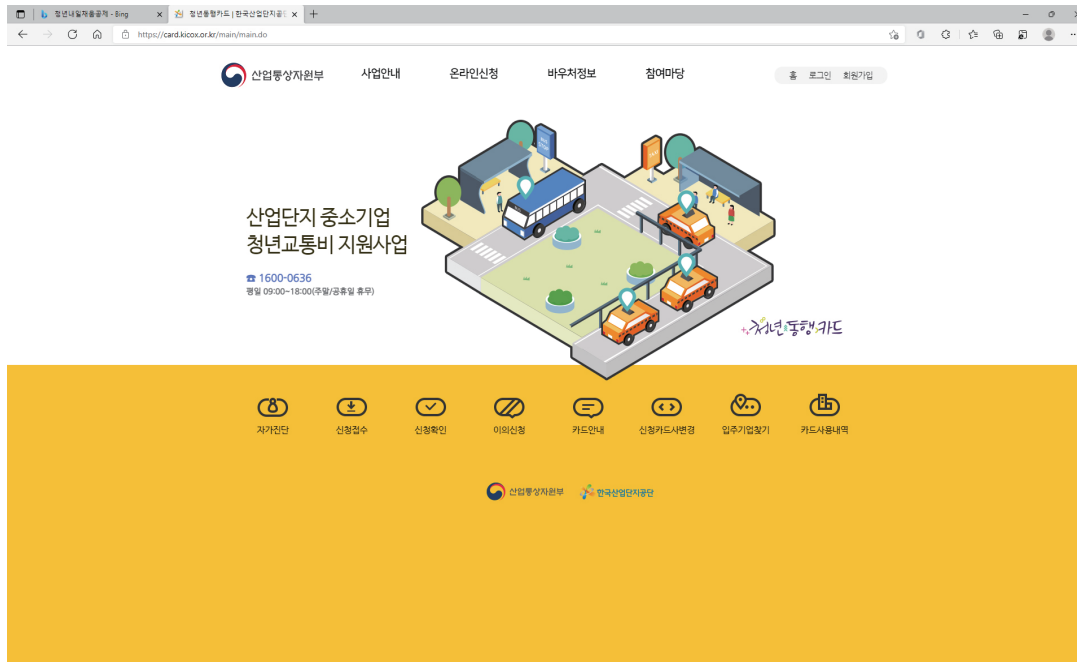 청년내일채움공제 - Bing
청년동행카드 | 한국산업단지공단
https://card.kicox.or.kr/main/main.do
산업통상자원부
사업안내
온라인신청
바우처정보
참여마당
홈 로그인 회원가입
산업단지 중소기업
청년교통비 지원사업
☎ 1600-0636
평일 09:00~18:00(주말/공휴일 휴무)
청년동행카드
자가진단
신청접수
신청확인
이의신청
카드안내
신청카드사변경
입주기업찾기
카드사용내역
산업통상자원부
한국산업단지공단